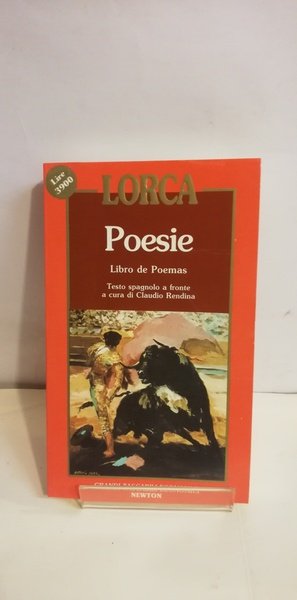 Lire
3900
LORCA
Poesie
Libro de Poemas
Testo spagnolo a fronte
a cura di Claudio Rendina
NEWTON